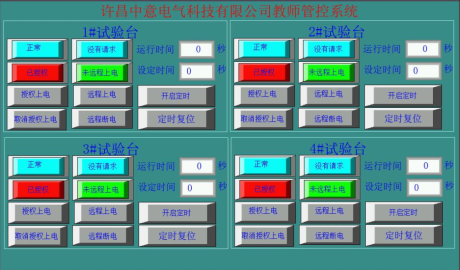 许昌中意电气科技有限公司教师管控系统
1#试验台
正常 没有请求 运行时间 0 秒
已授权 未远程上电 设定时间 0 秒
授权上电 远程上电 开启定时
取消授权上电 远程断电 定时复位
2#试验台
正常 没有请求 运行时间 0 秒
已授权 未远程上电 设定时间 0 秒
授权上电 远程上电 开启定时
取消授权上电 远程断电 定时复位
3#试验台
正常 没有请求 运行时间 0 秒
已授权 未远程上电 设定时间 0 秒
授权上电 远程上电 开启定时
取消授权上电 远程断电 定时复位
4#试验台
正常 没有请求 运行时间 0 秒
已授权 未远程上电 设定时间 0 秒
授权上电 远程上电 开启定时
取消授权上电 远程断电 定时复位